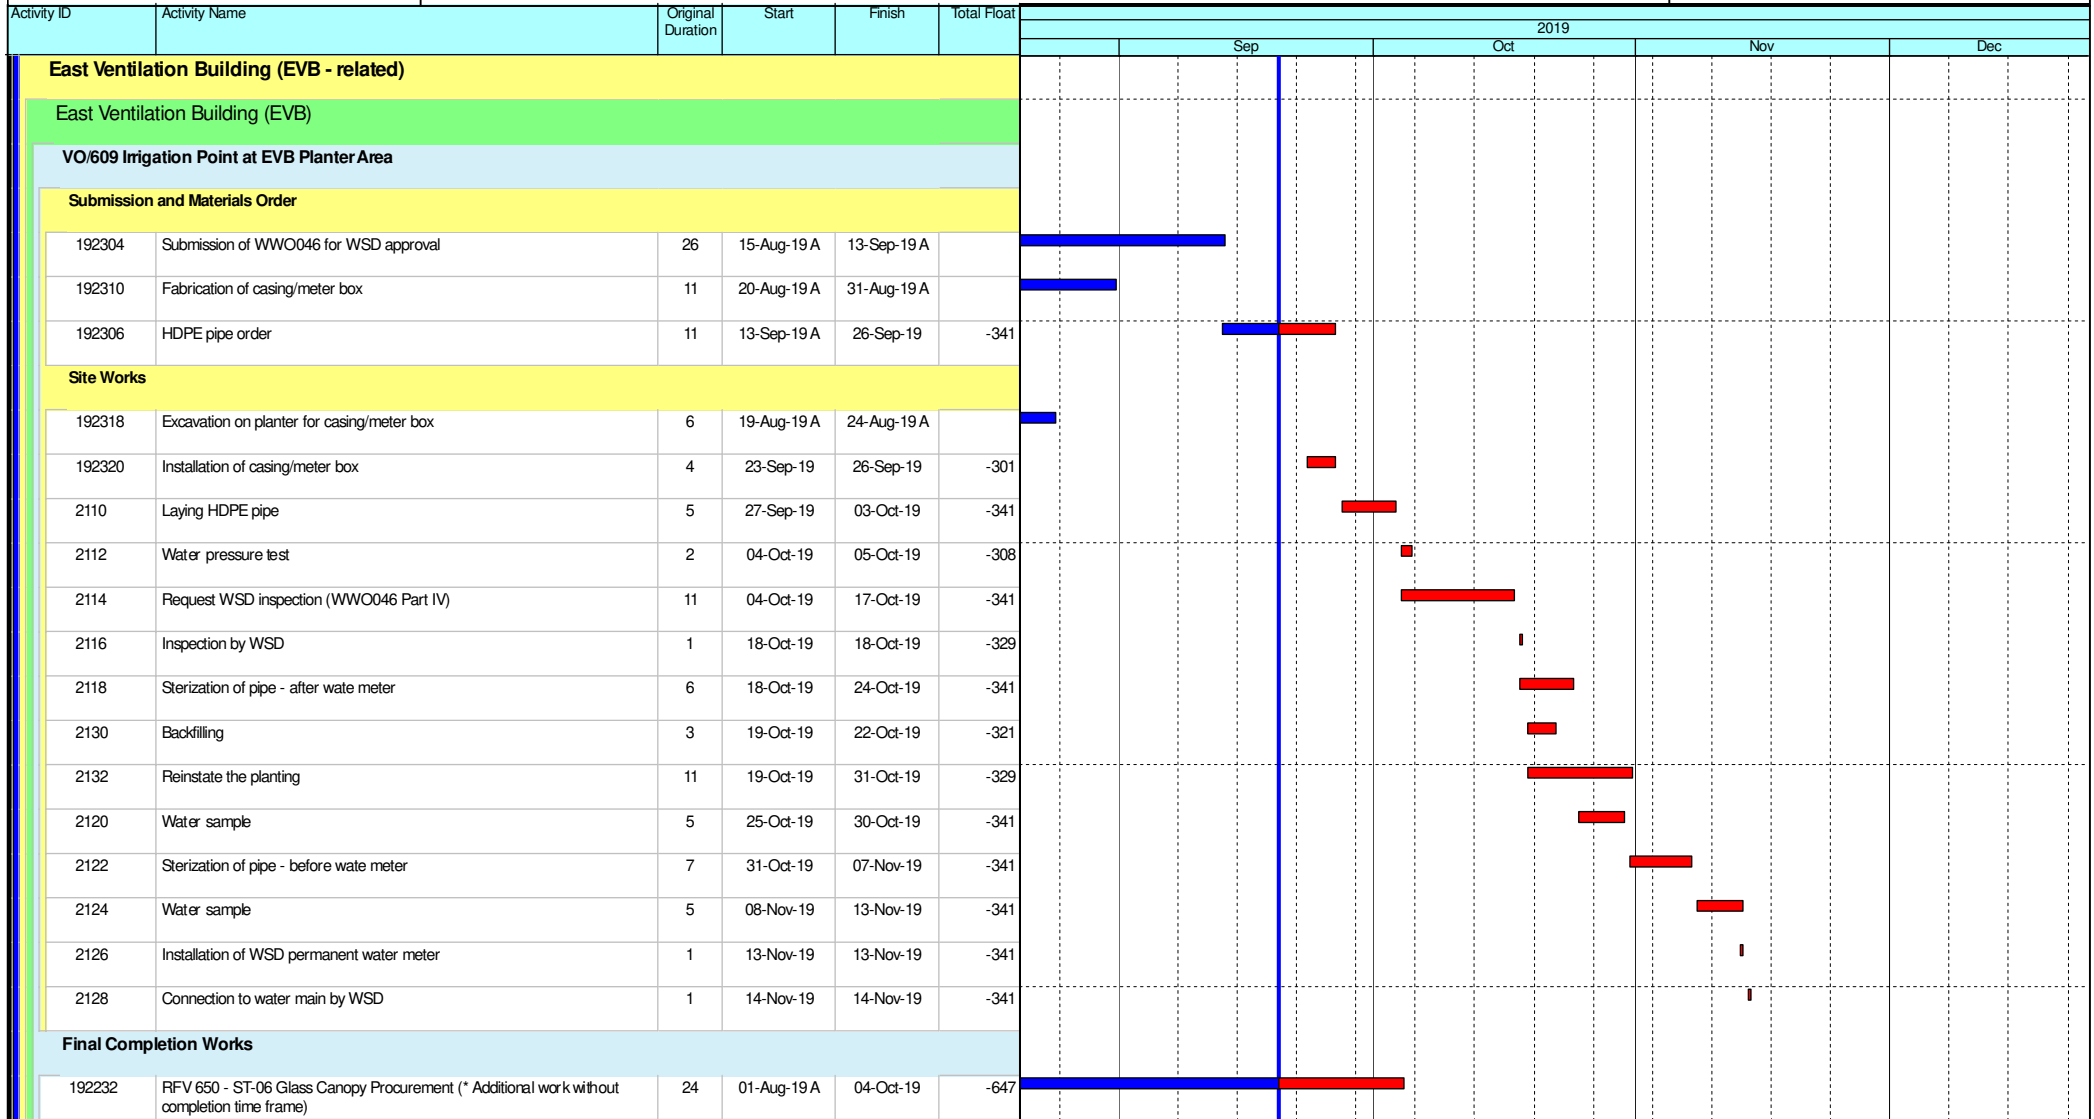 Activity ID Activity Name Original Duration Start Finish Total Float
2019
Sep Oct Nov Dec
East Ventilation Building (EVB - related)
East Ventilation Building (EVB)
VO/609 Irrigation Point at EVB Planter Area
Submission and Materials Order
192304 Submission of WWO046 for WSD approval 26 15-Aug-19 A 13-Sep-19 A
192310 Fabrication of casing/meter box 11 20-Aug-19 A 31-Aug-19 A
192306 HDPE pipe order 11 13-Sep-19 A 26-Sep-19 -341
Site Works
192318 Excavation on planter for casing/meter box 6 19-Aug-19 A 24-Aug-19 A
192320 Installation of casing/meter box 4 23-Sep-19 26-Sep-19 -301
2110 Laying HDPE pipe 5 27-Sep-19 03-Oct-19 -341
2112 Water pressure test 2 04-Oct-19 05-Oct-19 -308
2114 Request WSD inspection (WWO046 Part IV) 11 04-Oct-19 17-Oct-19 -341
2116 Inspection by WSD 1 18-Oct-19 18-Oct-19 -329
2118 Sterization of pipe - after wate meter 6 18-Oct-19 24-Oct-19 -341
2130 Backfilling 3 19-Oct-19 22-Oct-19 -321
2132 Reinstate the planting 11 19-Oct-19 31-Oct-19 -329
2120 Water sample 5 25-Oct-19 30-Oct-19 -341
2122 Sterization of pipe - before wate meter 7 31-Oct-19 07-Nov-19 -341
2124 Water sample 5 08-Nov-19 13-Nov-19 -341
2126 Installation of WSD permanent water meter 1 13-Nov-19 13-Nov-19 -341
2128 Connection to water main by WSD 1 14-Nov-19 14-Nov-19 -341
Final Completion Works
192232 RFV 650 - ST-06 Glass Canopy Procurement (* Additional work without 24 01-Aug-19 A 04-Oct-19 -647
completion time frame)